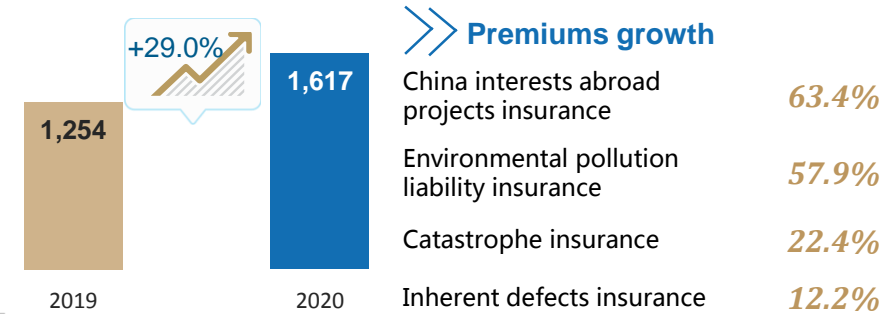 +29.0%
1,254
1,617
2019
2020
Premiums growth
China interests abroad
projects insurance
63.4%
Environmental pollution
liability insurance
57.9%
Catastrophe insurance
22.4%
Inherent defects insurance
12.2%